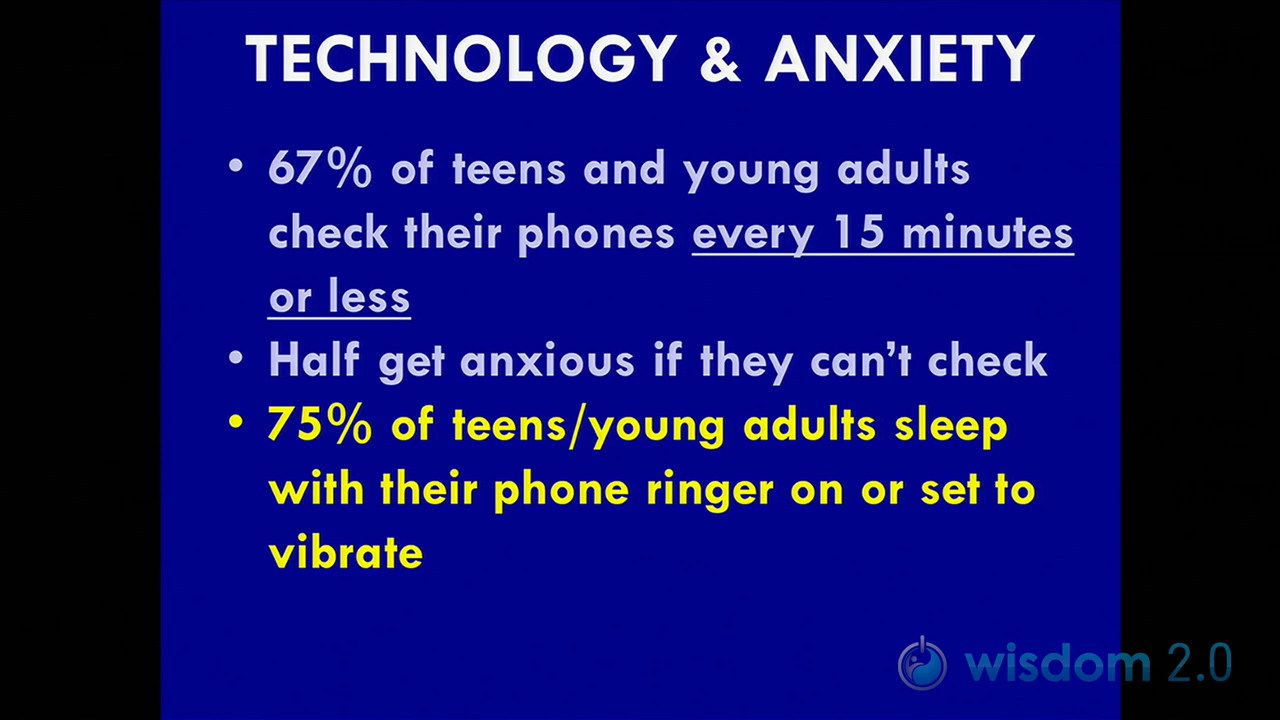 TECHNOLOGY & ANXIETY
• 67% of teens and young adults
check their phones every 15 minutes
or less
• Half get anxious if they can’t check
• 75% of teens/young adults sleep
with their phone ringer on or set to
vibrate
wisdom 2.0